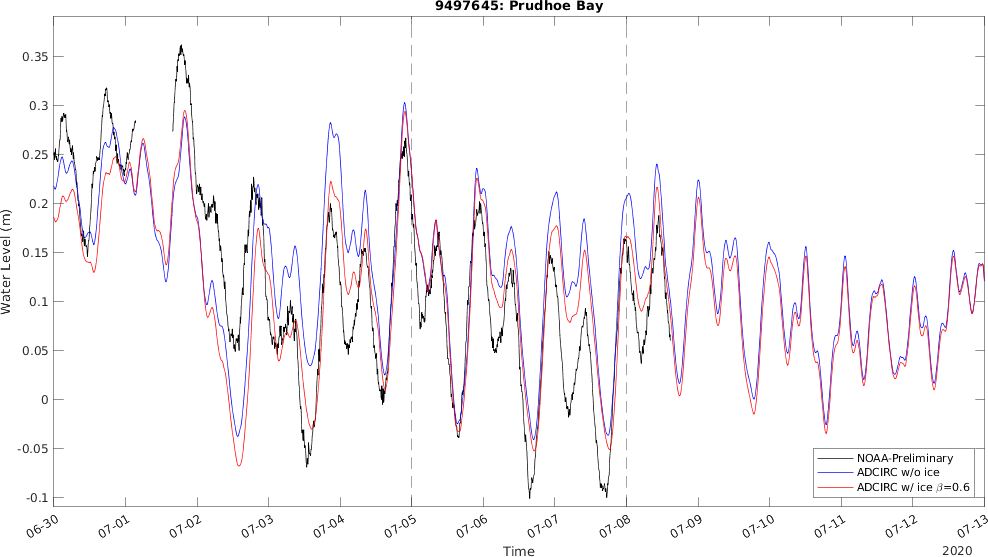 9497645: Prudhoe Bay
Water Level (m)
0.35
0.3
0.25
0.2
0.15
0.1
0.05
0
-0.05
-0.1
NOAA-Preliminary
ADCIRC w/o ice
ADCIRC w/ ice β=0.6
06-30 07-01 07-02 07-03 07-04 07-05 07-06 07-07 07-08 07-09 07-10 07-11 07-12 07-13
Time
2020